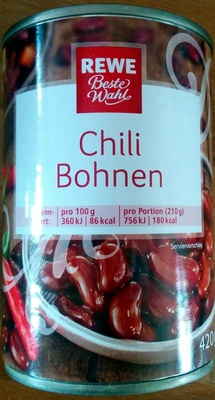 REWE
Beste
Wahl
Chili
Bohnen
pro 100 g
pro Portion (210 g)
360 kJ | 86 kcal
756 kJ | 180 kcal
Serviervorschlag